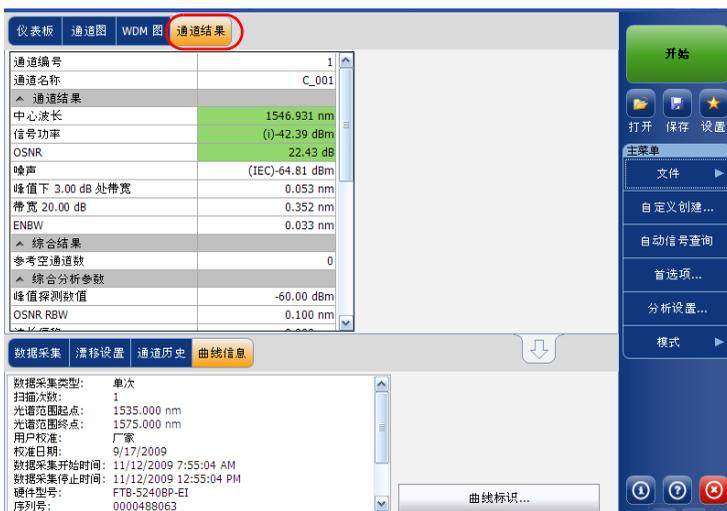 仪表板 通道图 WDM 图 通道结果
通道编号 1
通道名称 C_001
通道结果
中心波长 1546.931 nm
信号功率 (i)-42.39 dBm
OSNR 22.43 dB
噪声 (IEC)-64.81 dBm
峰值下 3.00 dB 处带宽 0.053 nm
带宽 20.00 dB 0.352 nm
ENBW 0.033 nm
综合结果
参考空通道数 0
综合分析参数
峰值探测数值 -60.00 dBm
OSNR RBW 0.100 nm
数据采集 漂移设置 通道历史 曲线信息
数据采集类型: 单次
扫描次数: 1
光谱范围起点: 1535.000 nm
光谱范围终点: 1575.000 nm
用户校准: 厂家
校准日期: 9/17/2009
数据采集开始时间: 11/12/2009 7:55:04 AM
数据采集停止时间: 11/12/2009 12:55:04 PM
硬件型号: FTB-5240BP-EI
序列号: 0000488063
曲线标识...
开始
打开 保存 设置
主菜单
文件
自定义创建...
自动信号查询
首选项...
分析设置...
模式